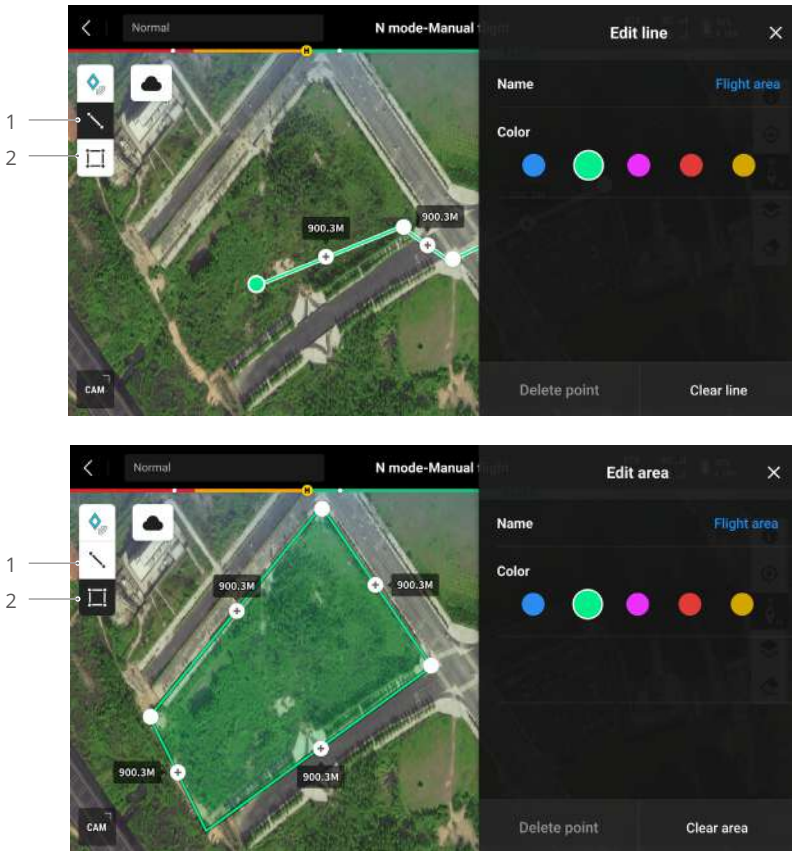 Normal
N mode-Manual flight
Edit line
Name
Flight area
Color
1
2
900.3M
900.3M
CAM
Delete point
Clear line
Normal
N mode-Manual flight
Edit area
Name
Flight area
Color
1
2
900.3M
900.3M
900.3M
900.3M
CAM
Delete point
Clear area